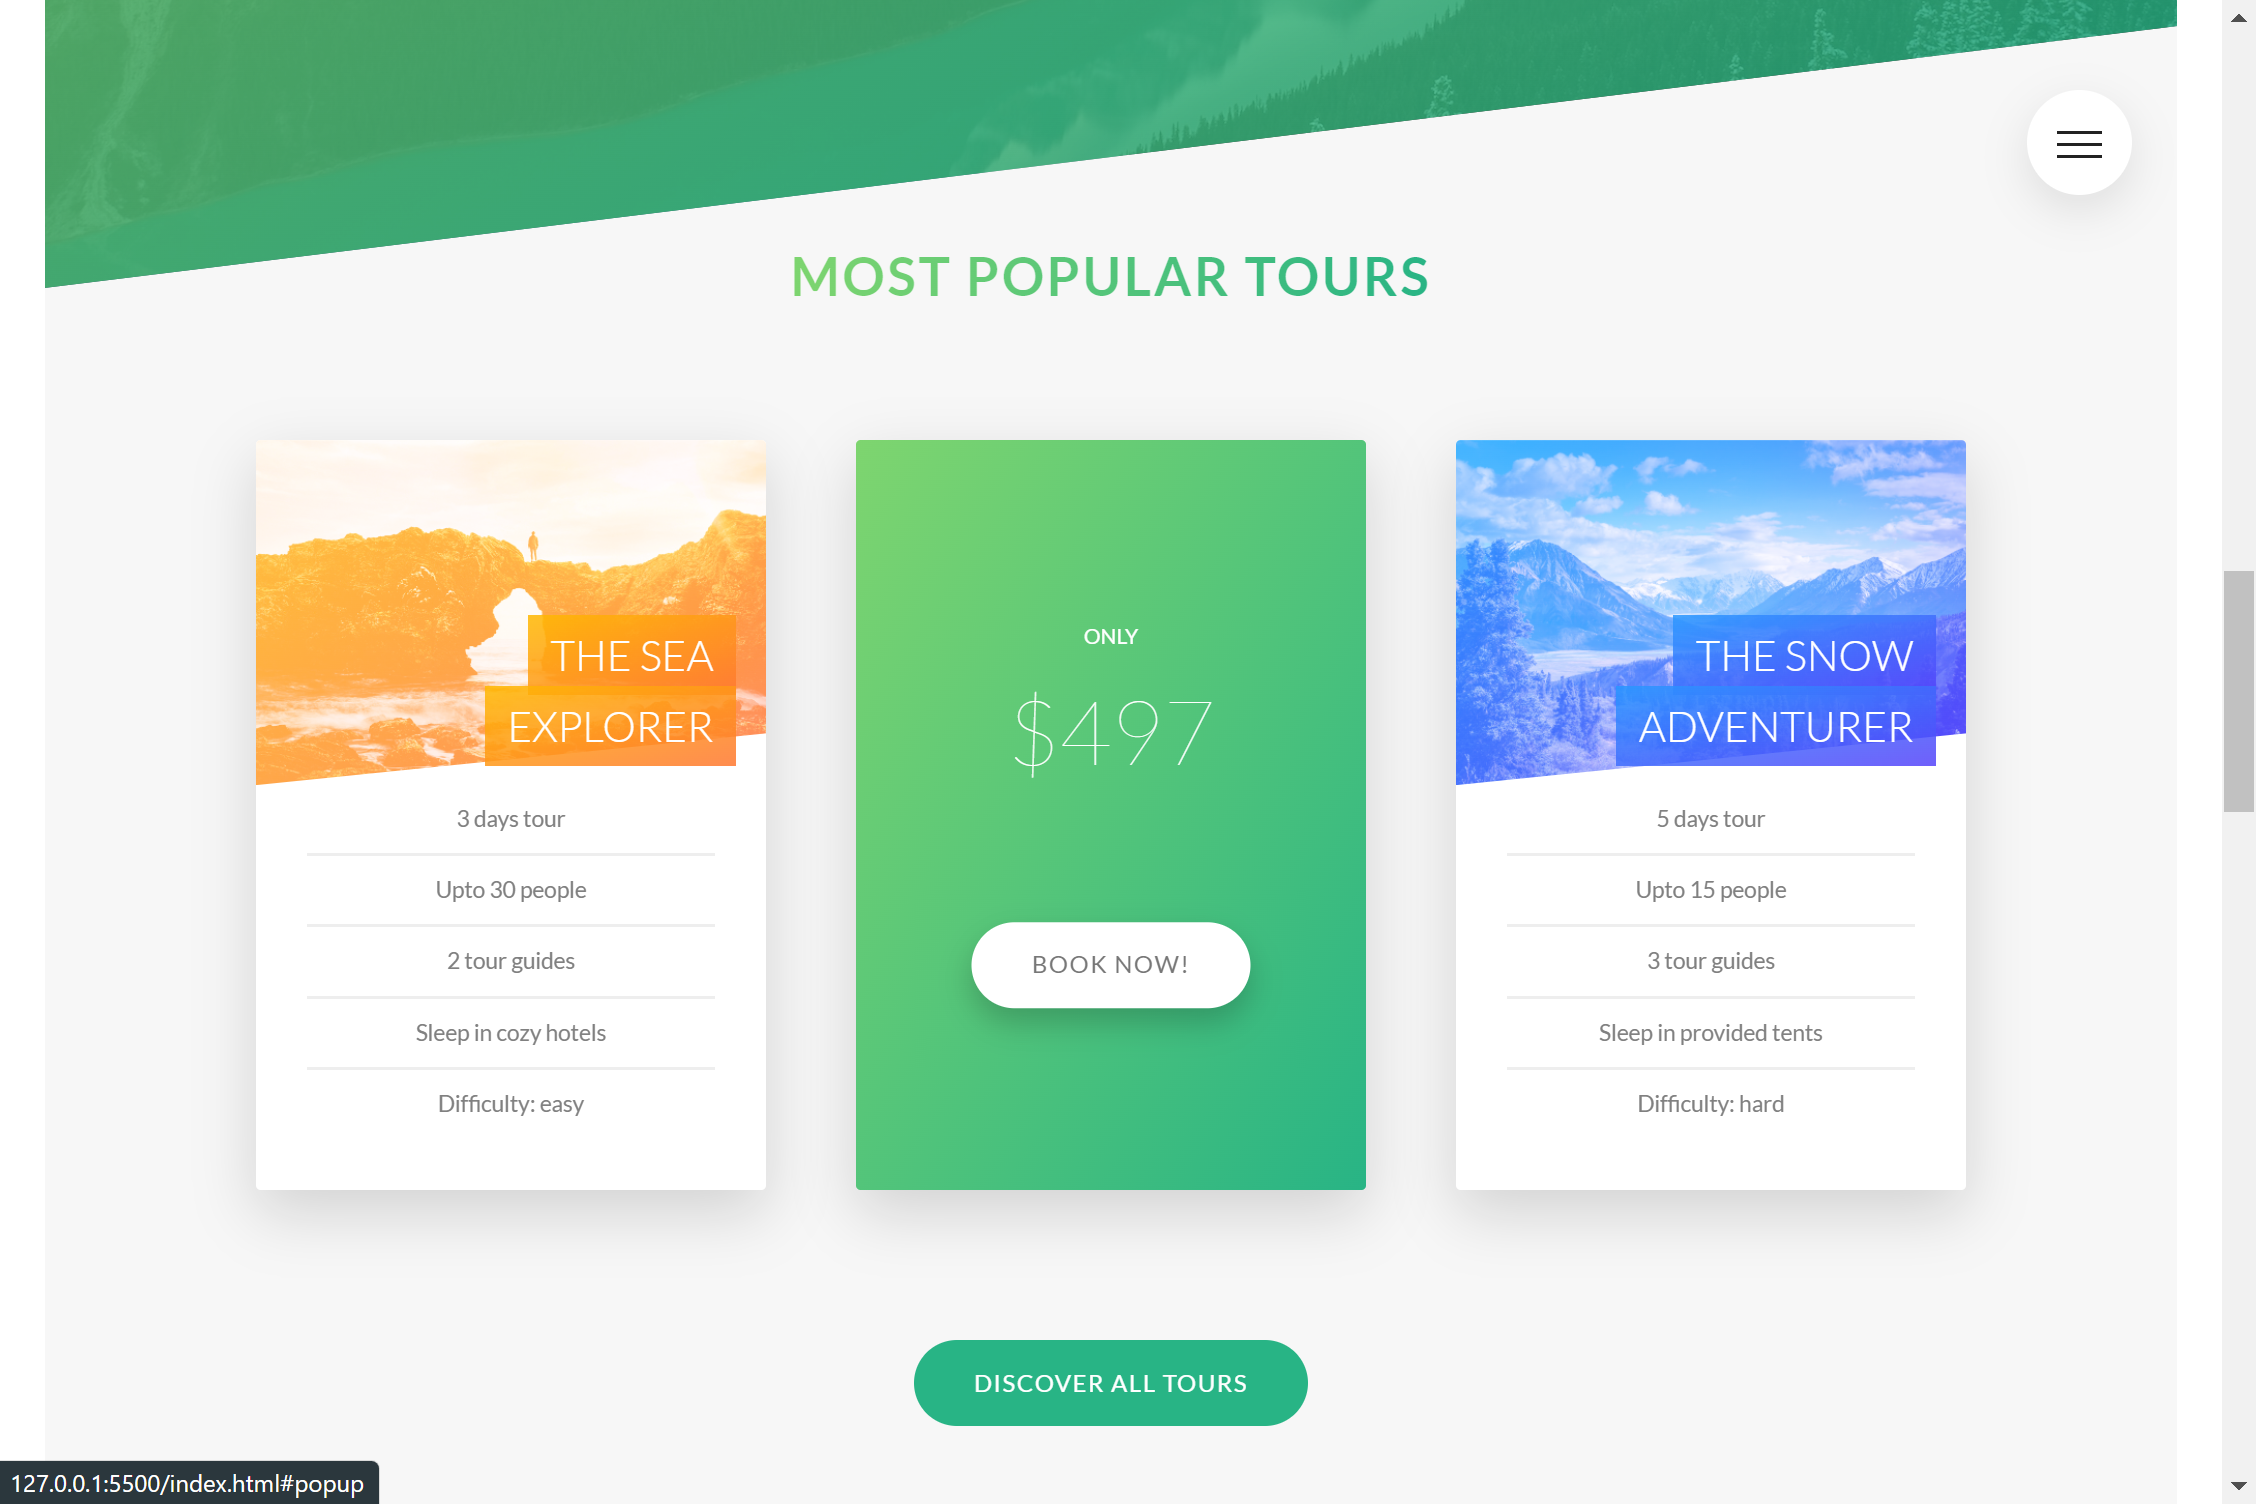 MOST POPULAR TOURS
THE SEA
EXPLORER
3 days tour
Upto 30 people
2 tour guides
Sleep in cozy hotels
Difficulty: easy
ONLY
$497
BOOK NOW!
THE SNOW
ADVENTURER
5 days tour
Upto 15 people
3 tour guides
Sleep in provided tents
Difficulty: hard
DISCOVER ALL TOURS
127.0.0.1:5500/index.html#popup